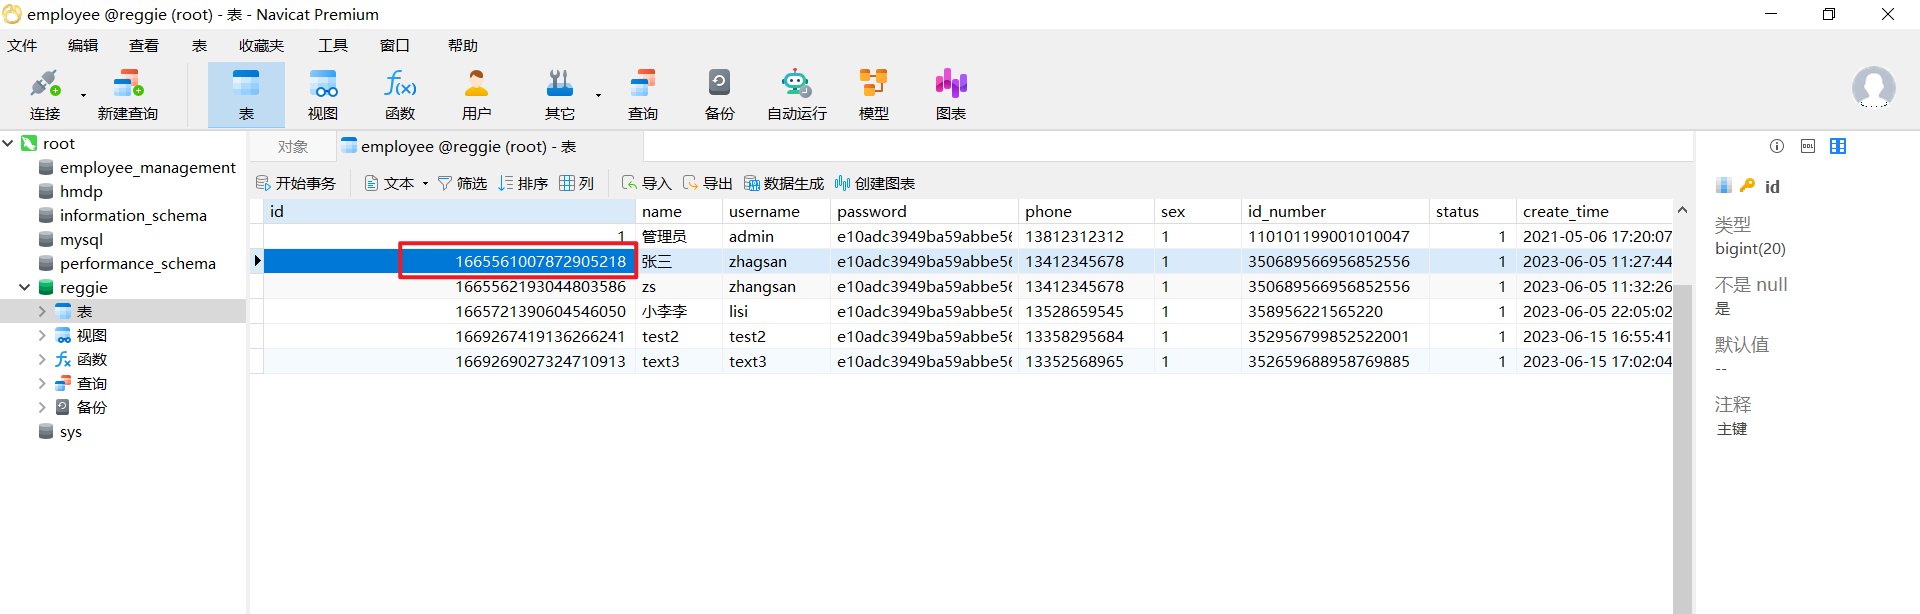 employee @reggie (root) - 表 - Navicat Premium
文件 编辑 查看 表 收藏夹 工具 窗口 帮助
连接 新建查询 表 视图 函数 用户 其它 查询 备份 自动运行 模型 图表
root
employee_management
hmdp
information_schema
mysql
performance_schema
reggie
表
视图
函数
查询
备份
sys
对象 employee @reggie (root) - 表
开始事务 文本 筛选 排序 列 导入 导出 数据生成 创建图表
id name username password phone sex id_number status create_time
1 管理员 admin e10adc3949ba59abbe56 13812312312 1 110101199001010047 1 2021-05-06 17:20:07
1665561007872905218 张三 zhagsan e10adc3949ba59abbe56 13412345678 1 350689566956852556 1 2023-06-05 11:27:44
1665562193044803586 zs zhangsan e10adc3949ba59abbe56 13412345678 1 350689566956852556 1 2023-06-05 11:32:26
1665721390604546050 小李李 lisi e10adc3949ba59abbe56 13528659545 1 358956221565220 1 2023-06-05 22:05:02
1669267419136266241 test2 test2 e10adc3949ba59abbe56 13358295684 1 352956799852522001 1 2023-06-15 16:55:41
1669269027324710913 text3 text3 e10adc3949ba59abbe56 13352568965 1 352659688958769885 1 2023-06-15 17:02:04
DDL
id
类型
bigint(20)
不是 null
是
默认值
--
注释
主键